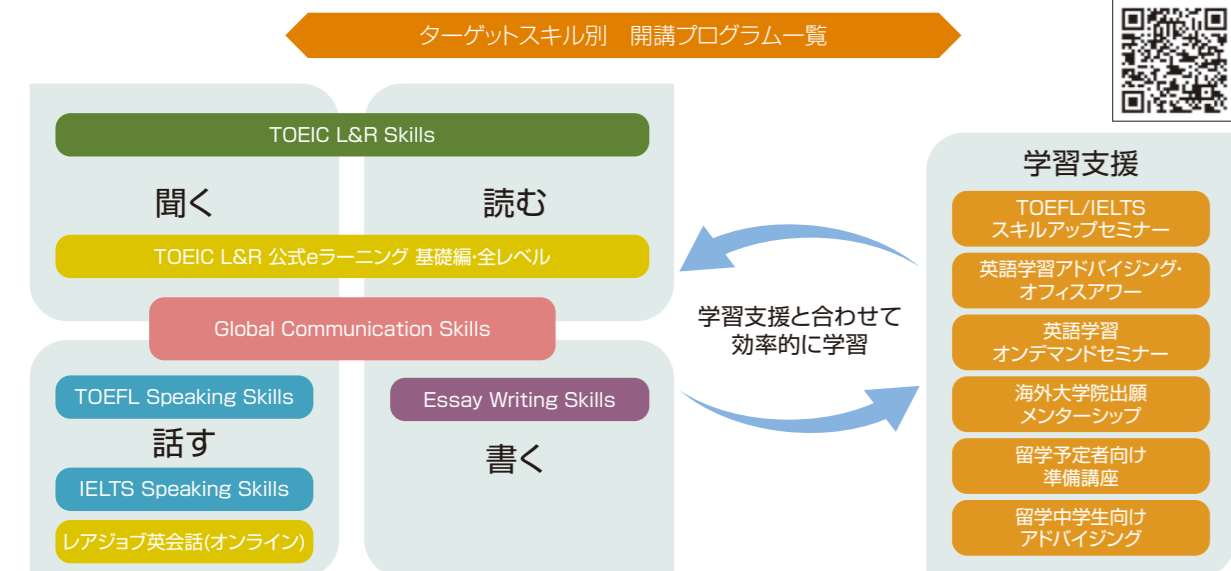 ターゲットスキル別 開講プログラム一覧
TOEIC L&R Skills
聞く
読む
TOEIC L&R 公式eラーニング 基礎編・全レベル
Global Communication Skills
TOEFL Speaking Skills
話す
IELTS Speaking Skills
レアジョブ英会話(オンライン)
Essay Writing Skills
書く
学習支援と合わせて
効率的に学習
学習支援
TOEFL/IELTS
スキルアップセミナー
英語学習アドバイジング・
オフィスアワー
英語学習
オンデマンドセミナー
海外大学院出願
メンターシップ
留学予定者向け
準備講座
留学中学生向け
アドバイジング